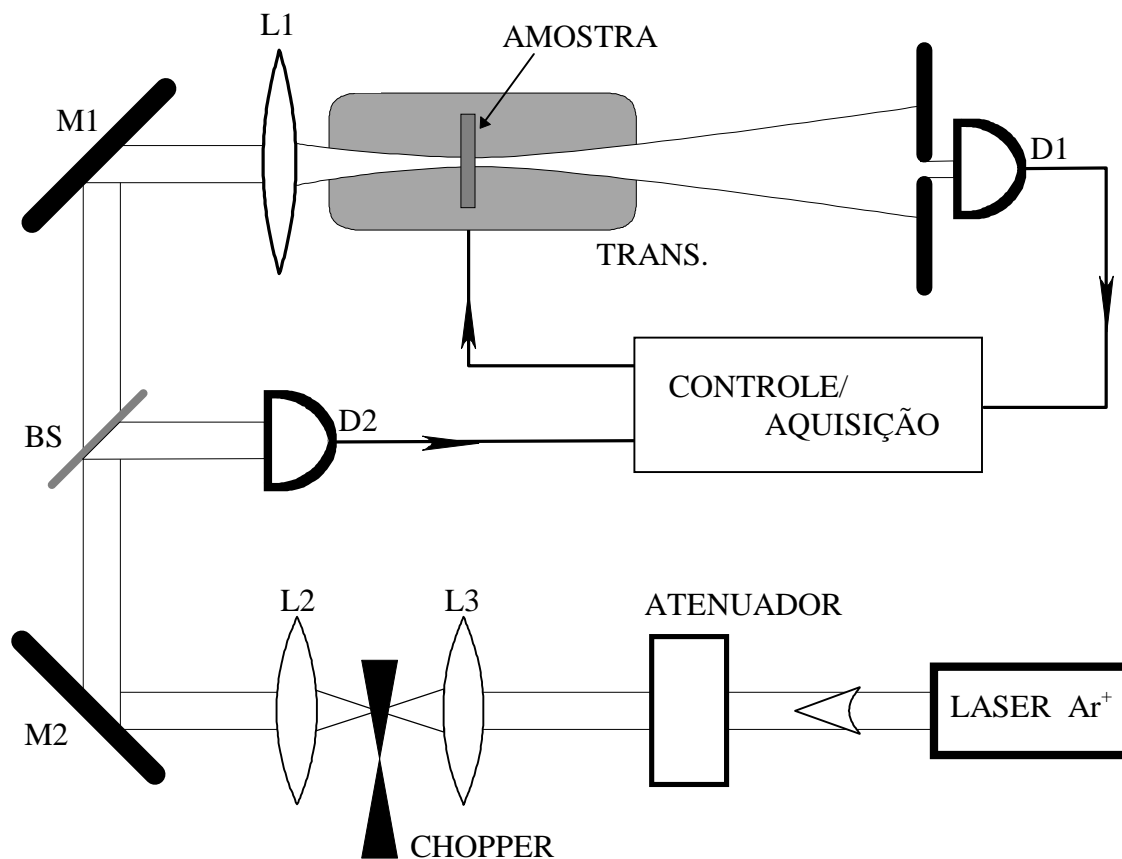 L1
AMOSTRA
M1
D1
TRANS.
CONTROLE/
AQUISIÇÃO
BS
D2
L2
L3
ATENUADOR
LASER Ar⁺
M2
CHOPPER